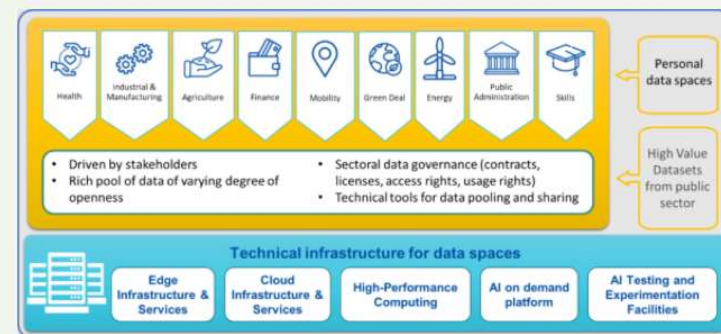 Health
Industrial &
Manufacturing
Agriculture
Finance
Mobility
Green Deal
Energy
Public
Administration
Skills
Personal
data spaces
• Driven by stakeholders
• Rich pool of data of varying degree of
openness
• Sectoral data governance (contracts,
licenses, access rights, usage rights)
• Technical tools for data pooling and sharing
High Value
Datasets
from public
sector
Technical infrastructure for data spaces
Edge
Infrastructure &
Services
Cloud
Infrastructure &
Services
High-Performance
Computing
AI on demand
platform
AI Testing and
Experimentation
Facilities